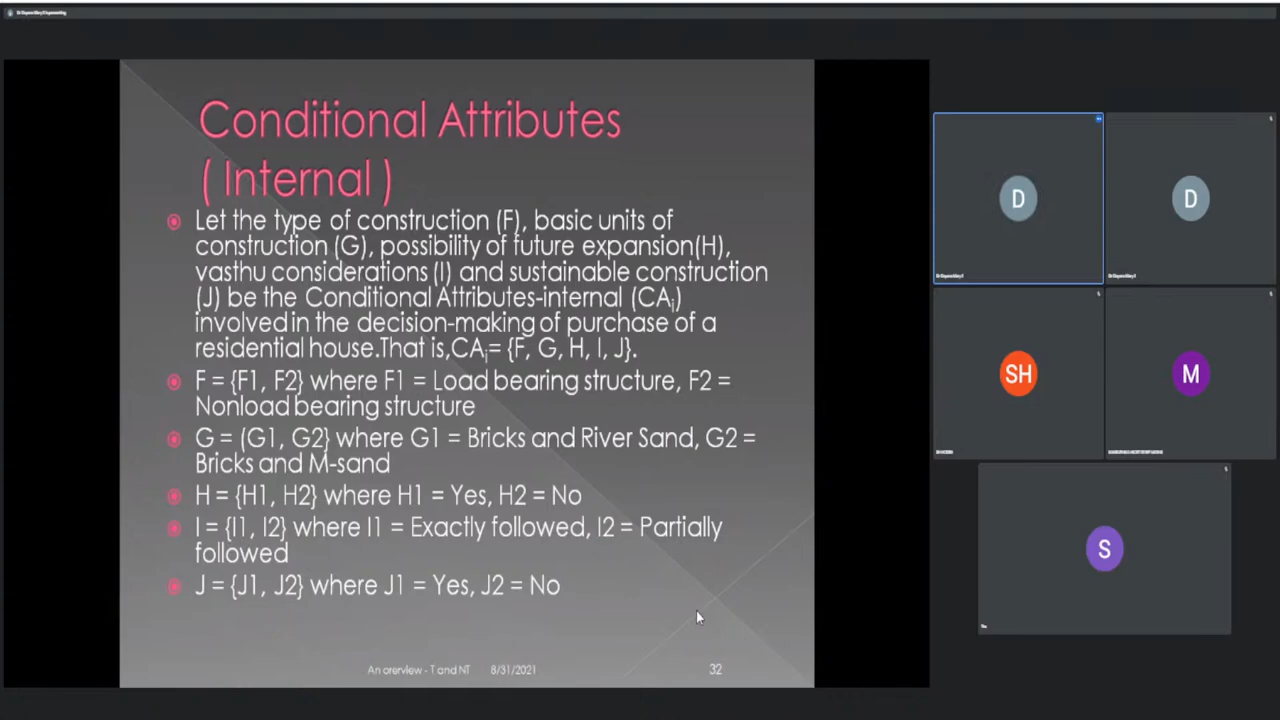 Conditional Attributes
( Internal )
Let the type of construction (F), basic units of
construction (G), possibility of future expansion(H),
vasthu considerations (I) and sustainable construction
(J) be the Conditional Attributes-internal (CAi)
involved in the decision-making of purchase of a
residential house.That is,CAi= {F, G, H, I, J}.
F = {F1, F2} where F1 = Load bearing structure, F2 =
Nonload bearing structure
G = (G1, G2} where G1 = Bricks and River Sand, G2 =
Bricks and M-sand
H = {H1, H2} where H1 = Yes, H2 = No
I = {I1, I2} where I1 = Exactly followed, I2 = Partially
followed
J = {J1, J2} where J1 = Yes, J2 = No
An orerview - T and NT 8/31/2021 32
D
D
SH
M
S